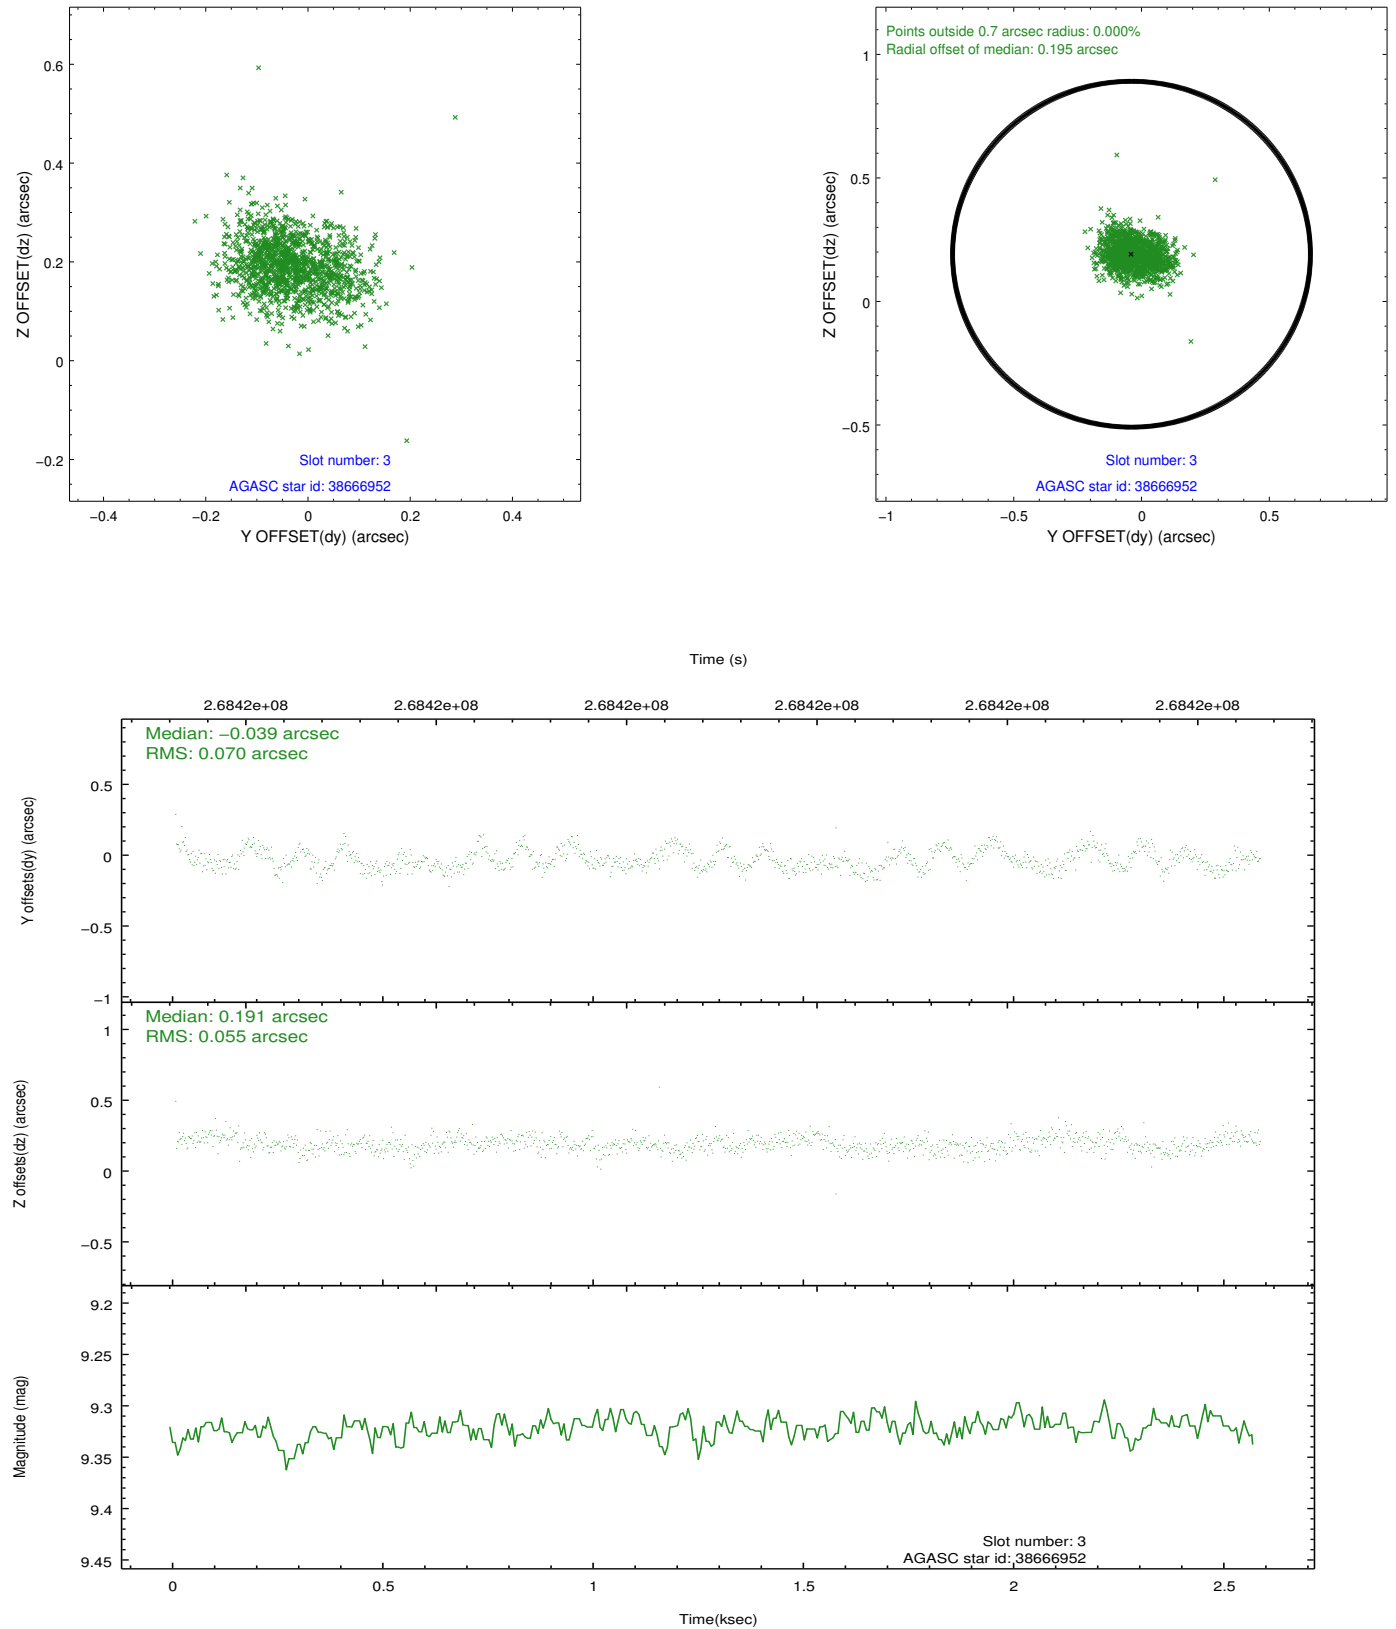 0.6
0.4
0.2
0
−0.2
Z OFFSET(dz) (arcsec)
Slot number: 3
AGASC star id: 38666952
−0.4
−0.2
0
0.2
0.4
Y OFFSET(dy) (arcsec)
Points outside 0.7 arcsec radius: 0.000%
Radial offset of median: 0.195 arcsec
1
0.5
0
−0.5
Z OFFSET(dz) (arcsec)
Slot number: 3
AGASC star id: 38666952
−1
−0.5
0
0.5
Y OFFSET(dy) (arcsec)
Time (s)
2.6842e+08
2.6842e+08
2.6842e+08
2.6842e+08
2.6842e+08
2.6842e+08
Median: −0.039 arcsec
RMS: 0.070 arcsec
0.5
0
−0.5
−1
Y offsets(dy) (arcsec)
Median: 0.191 arcsec
RMS: 0.055 arcsec
1
0.5
0
−0.5
Z offsets(dz) (arcsec)
9.2
9.25
9.3
9.35
9.4
9.45
Magnitude (mag)
Slot number: 3
AGASC star id: 38666952
0
0.5
1
1.5
2
2.5
Time(ksec)